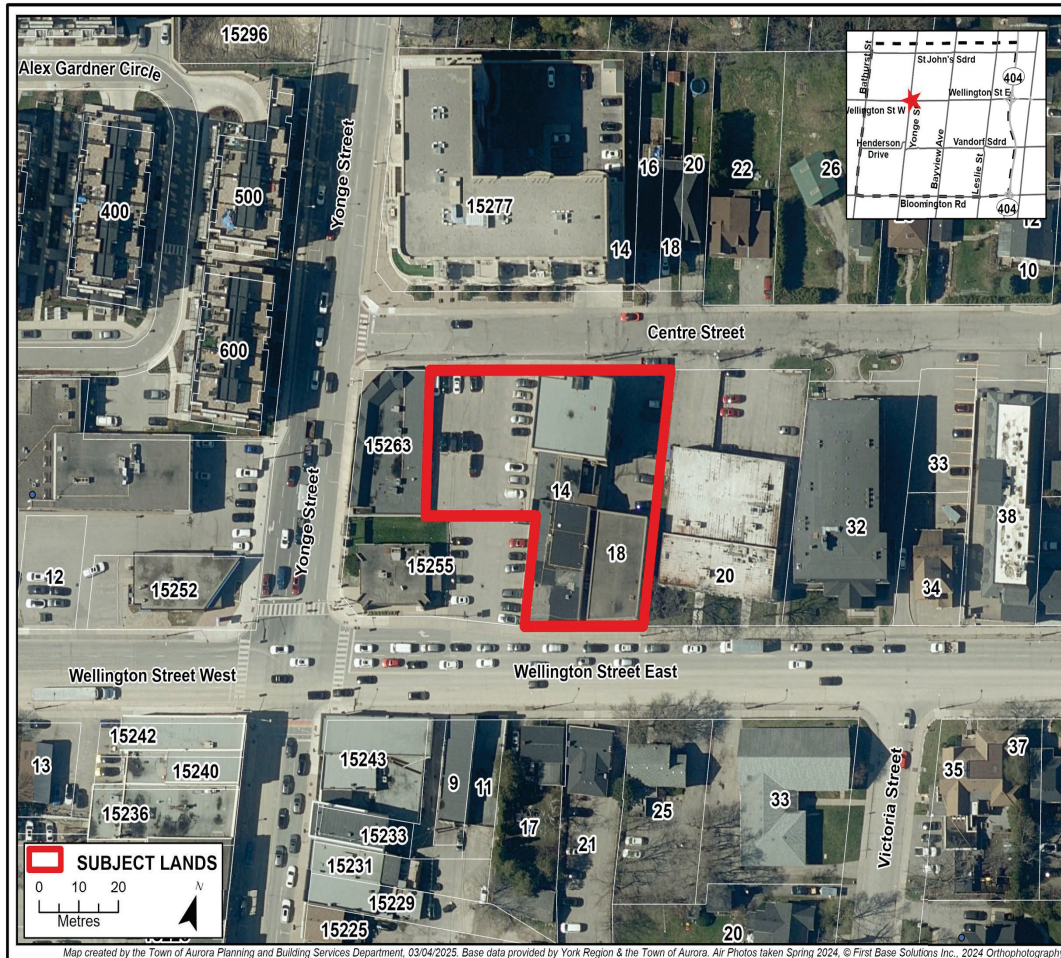 15296
Alex Gardner Circle
Yonge Street
400
500
600
15277
14
16
18
20
22
26
10
St John's Sdrd
Bathurst St
404
Wellington St E
Wellington St W
Yonge St
Henderson Drive
Bayview Ave
Vandorf Sdrd
Leslie St
Bloomington Rd
404
Centre Street
15263
14
18
20
32
33
34
38
Yonge Street
12
15252
15255
Wellington Street West
Wellington Street East
13
15242
15240
15236
15243
9
11
15233
15231
15229
15225
17
21
25
33
Victoria Street
35
37
20
SUBJECT LANDS
0 10 20
Metres
N
Map created by the Town of Aurora Planning and Building Services Department, 03/04/2025. Base data provided by York Region & the Town of Aurora. Air Photos taken Spring 2024, © First Base Solutions Inc., 2024 Orthophotography